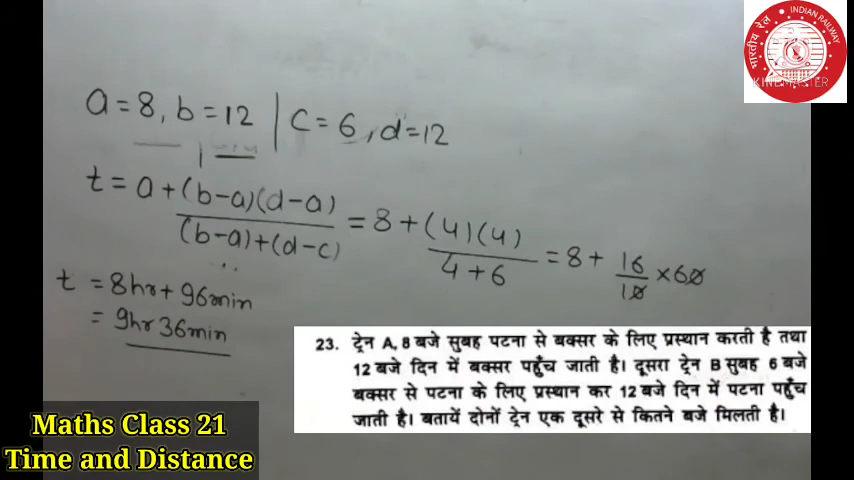 भारतीय रेल INDIAN RAILWAY
KINEMASTER
a = 8, b = 12 | c = 6, d = 12
t = a + (b-a)(d-a) / (b-a)+(d-c) = 8 + (4)(4) / 4+6 = 8 + 16/10 × 60
t = 8hr + 96min
= 9hr 36min
23. ट्रेन A, 8 बजे सुबह पटना से बक्सर के लिए प्रस्थान करती है तथा
12 बजे दिन में बक्सर पहुँच जाती है। दूसरा ट्रेन B सुबह 6 बजे
बक्सर से पटना के लिए प्रस्थान कर 12 बजे दिन में पटना पहुँच
जाती है। बतायें दोनों ट्रेन एक दूसरे से कितने बजे मिलती है।
Maths Class 21
Time and Distance